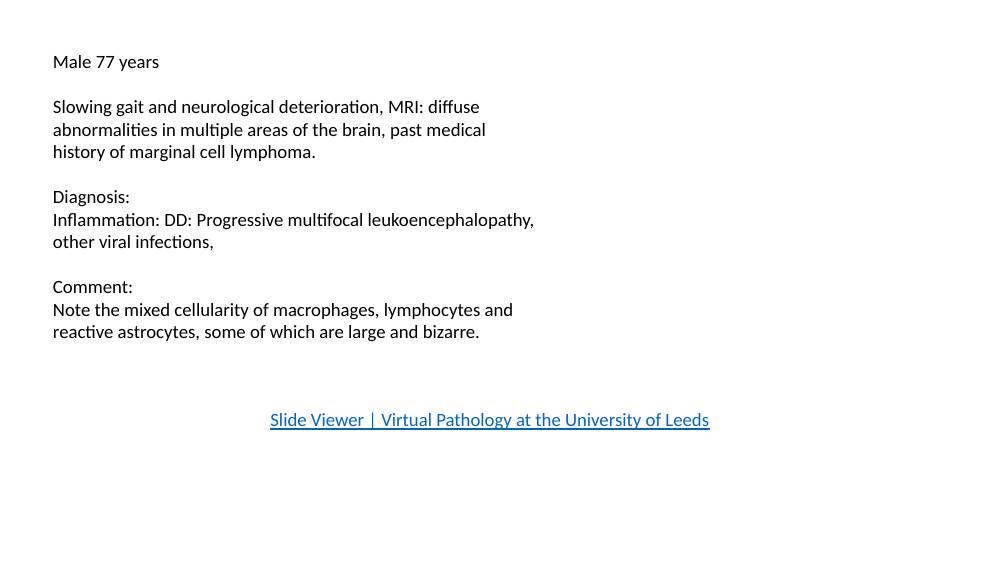 Male 77 years
Slowing gait and neurological deterioration, MRI: diffuse
abnormalities in multiple areas of the brain, past medical
history of marginal cell lymphoma.
Diagnosis:
Inflammation: DD: Progressive multifocal leukoencephalopathy,
other viral infections,
Comment:
Note the mixed cellularity of macrophages, lymphocytes and
reactive astrocytes, some of which are large and bizarre.
Slide Viewer | Virtual Pathology at the University of Leeds